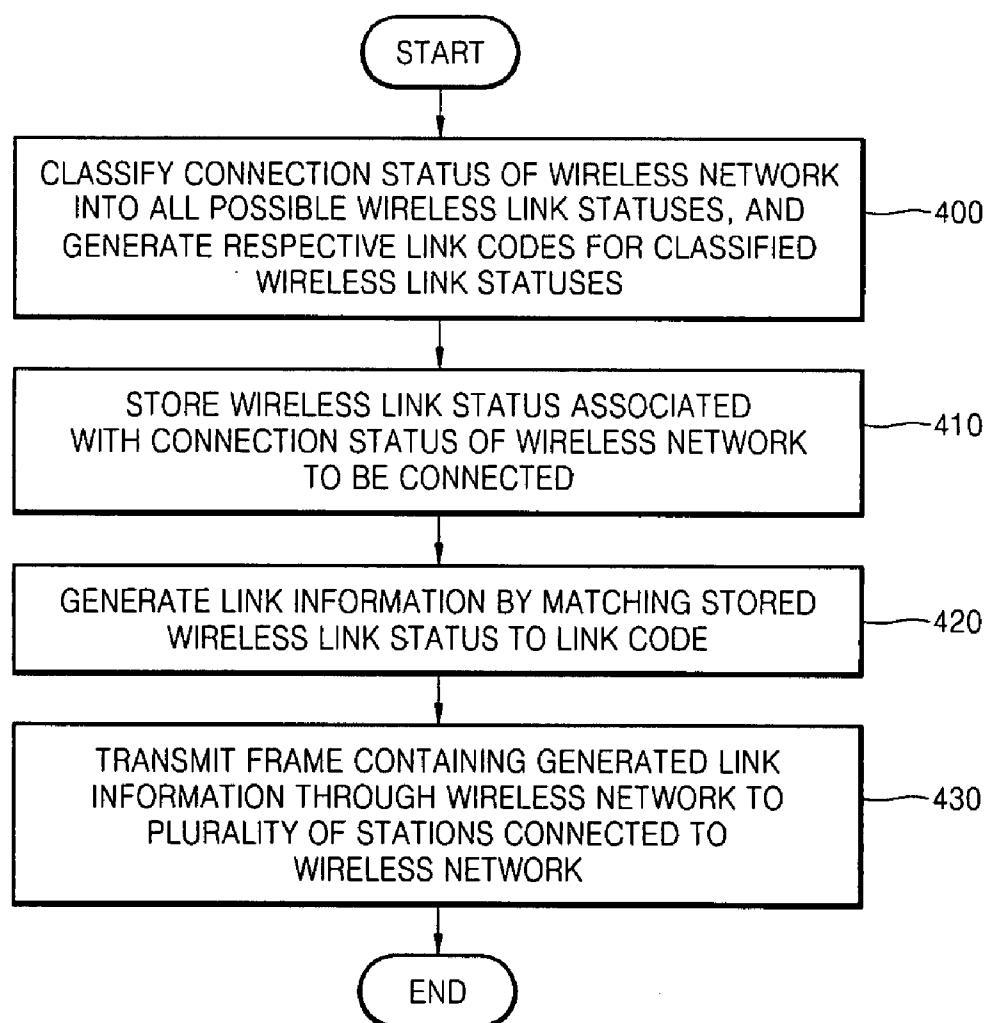 START
CLASSIFY CONNECTION STATUS OF WIRELESS NETWORK
INTO ALL POSSIBLE WIRELESS LINK STATUSES, AND
GENERATE RESPECTIVE LINK CODES FOR CLASSIFIED
WIRELESS LINK STATUSES
400
STORE WIRELESS LINK STATUS ASSOCIATED
WITH CONNECTION STATUS OF WIRELESS NETWORK
TO BE CONNECTED
410
GENERATE LINK INFORMATION BY MATCHING STORED
WIRELESS LINK STATUS TO LINK CODE
420
TRANSMIT FRAME CONTAINING GENERATED LINK
INFORMATION THROUGH WIRELESS NETWORK TO
PLURALITY OF STATIONS CONNECTED TO
WIRELESS NETWORK
430
END